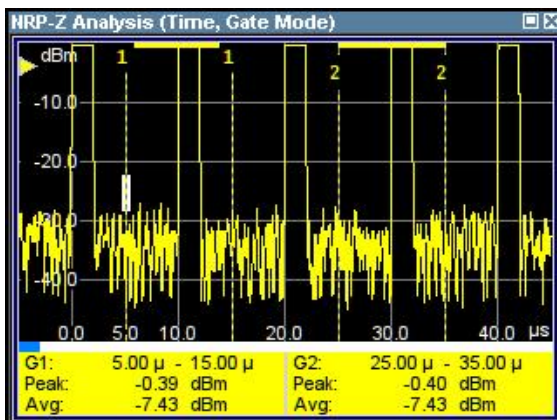 NRP-Z Analysis (Time, Gate Mode)
dBm
1 1
2 2
-10.0
-20.0
-30.0
-40.0
0.0 5.0 10.0 20.0 30.0 40.0 µs
G1: 5.00 µ - 15.00 µ G2: 25.00 µ - 35.00 µ
Peak: -0.39 dBm Peak: -0.40 dBm
Avg: -7.43 dBm Avg: -7.43 dBm